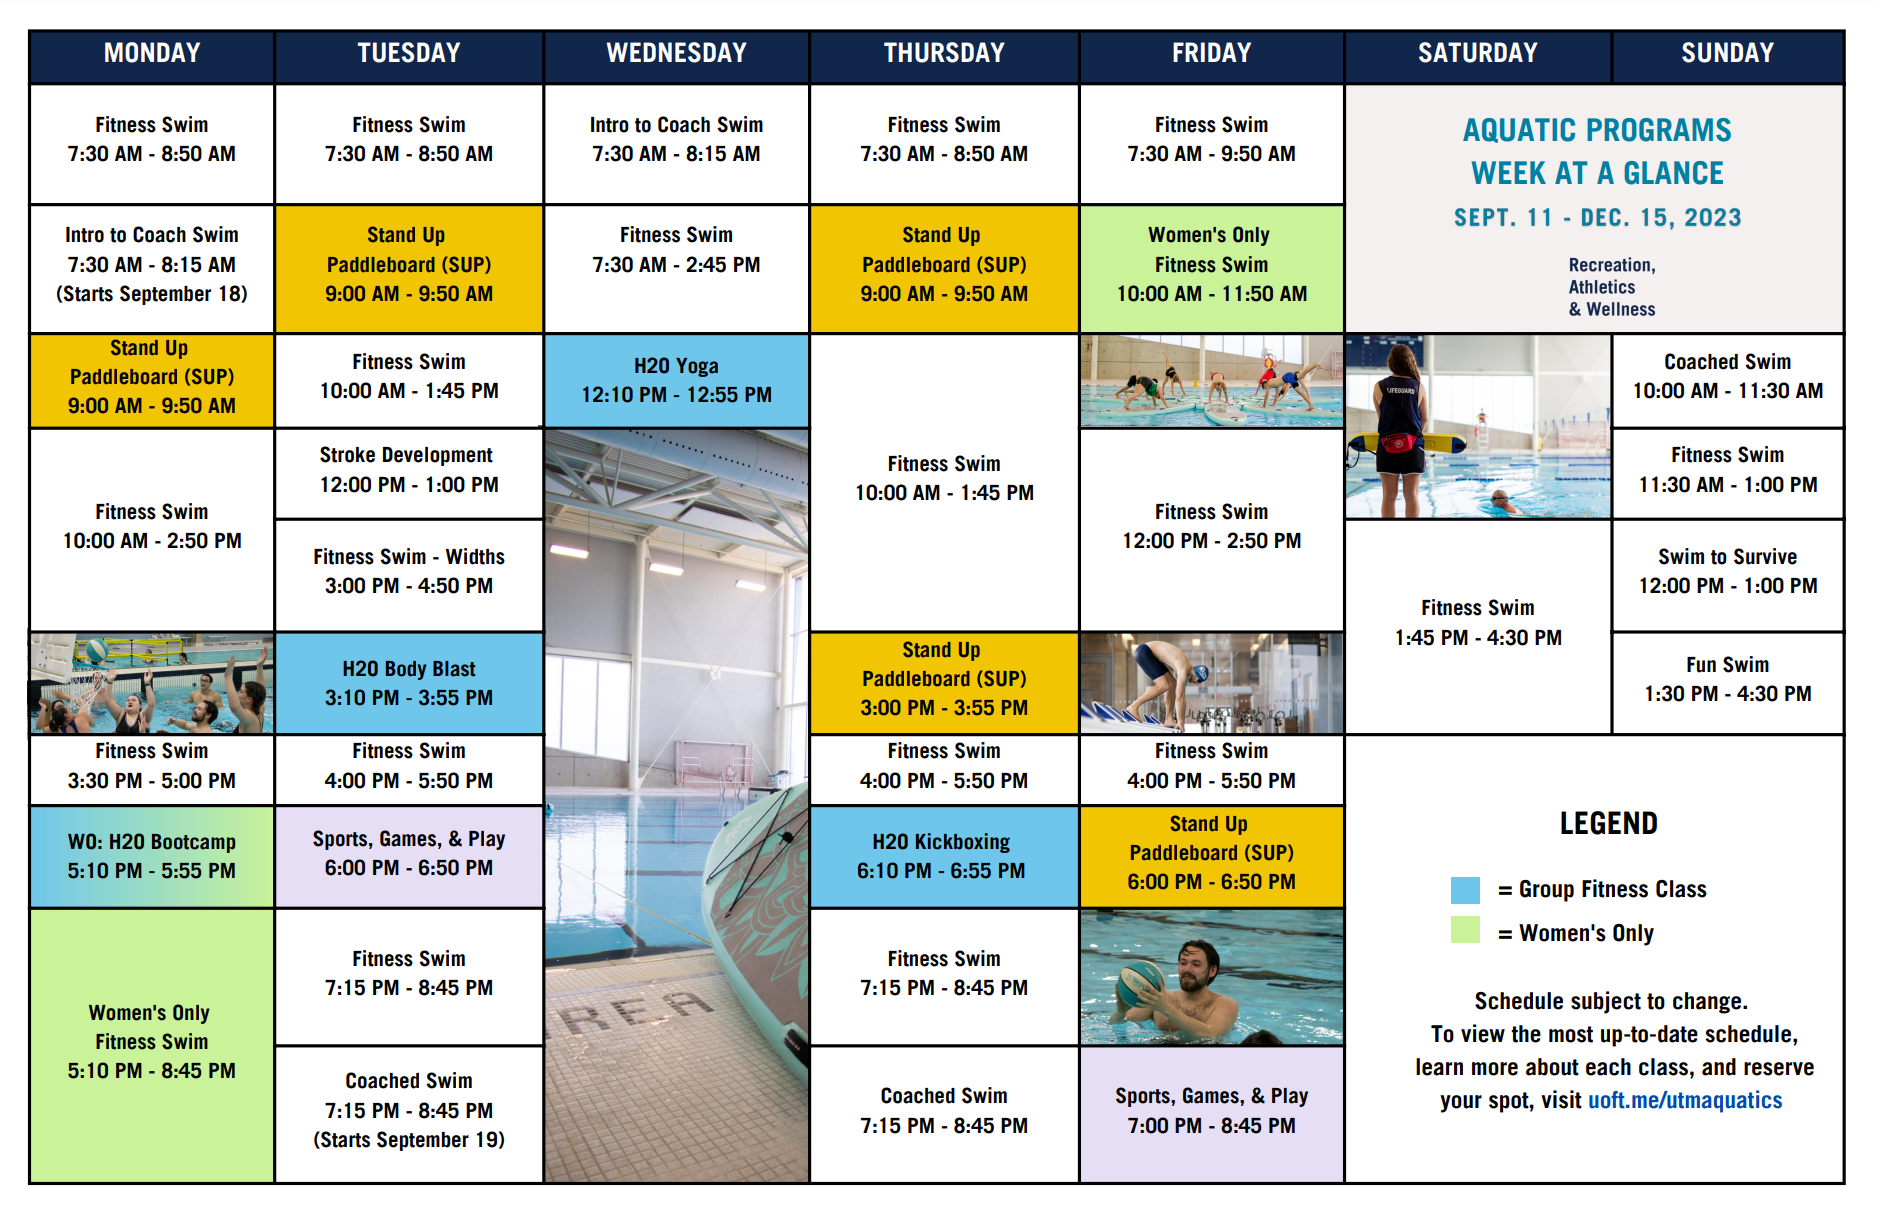 MONDAY
TUESDAY
WEDNESDAY
THURSDAY
FRIDAY
SATURDAY
SUNDAY
Fitness Swim
7:30 AM - 8:50 AM
Fitness Swim
7:30 AM - 8:50 AM
Intro to Coach Swim
7:30 AM - 8:15 AM
Fitness Swim
7:30 AM - 8:50 AM
Fitness Swim
7:30 AM - 9:50 AM
AQUATIC PROGRAMS
WEEK AT A GLANCE
SEPT. 11 - DEC. 15, 2023
Recreation,
Athletics
& Wellness
Intro to Coach Swim
7:30 AM - 8:15 AM
(Starts September 18)
Stand Up
Paddleboard (SUP)
9:00 AM - 9:50 AM
Fitness Swim
7:30 AM - 2:45 PM
Stand Up
Paddleboard (SUP)
9:00 AM - 9:50 AM
Women's Only
Fitness Swim
10:00 AM - 11:50 AM
Stand Up
Paddleboard (SUP)
9:00 AM - 9:50 AM
Fitness Swim
10:00 AM - 1:45 PM
H20 Yoga
12:10 PM - 12:55 PM
Fitness Swim
10:00 AM - 1:45 PM
LIFEGUARD
Coached Swim
10:00 AM - 11:30 AM
Fitness Swim
10:00 AM - 2:50 PM
Stroke Development
12:00 PM - 1:00 PM
Fitness Swim
12:00 PM - 2:50 PM
Fitness Swim
11:30 AM - 1:00 PM
Fitness Swim - Widths
3:00 PM - 4:50 PM
Fitness Swim
1:45 PM - 4:30 PM
Swim to Survive
12:00 PM - 1:00 PM
H20 Body Blast
3:10 PM - 3:55 PM
Stand Up
Paddleboard (SUP)
3:00 PM - 3:55 PM
Fun Swim
1:30 PM - 4:30 PM
Fitness Swim
3:30 PM - 5:00 PM
Fitness Swim
4:00 PM - 5:50 PM
Fitness Swim
4:00 PM - 5:50 PM
Fitness Swim
4:00 PM - 5:50 PM
WO: H20 Bootcamp
5:10 PM - 5:55 PM
Sports, Games, & Play
6:00 PM - 6:50 PM
H20 Kickboxing
6:10 PM - 6:55 PM
Stand Up
Paddleboard (SUP)
6:00 PM - 6:50 PM
Women's Only
Fitness Swim
5:10 PM - 8:45 PM
Fitness Swim
7:15 PM - 8:45 PM
REA
Fitness Swim
7:15 PM - 8:45 PM
Coached Swim
7:15 PM - 8:45 PM
(Starts September 19)
Coached Swim
7:15 PM - 8:45 PM
Sports, Games, & Play
7:00 PM - 8:45 PM
LEGEND
= Group Fitness Class
= Women's Only
Schedule subject to change.
To view the most up-to-date schedule,
learn more about each class, and reserve
your spot, visit uoft.me/utmaquatics